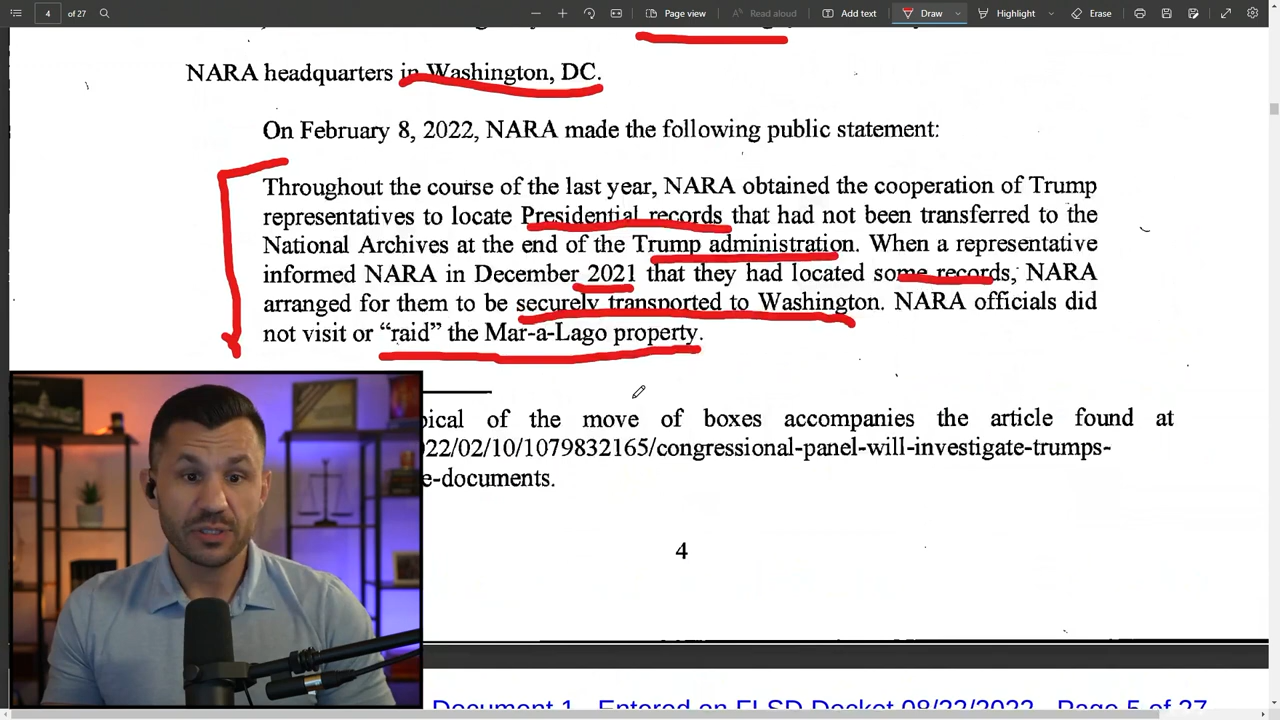 4 of 27 Page view Read aloud Add text Draw Highlight Erase
NARA headquarters in Washington, DC.
On February 8, 2022, NARA made the following public statement:
Throughout the course of the last year, NARA obtained the cooperation of Trump
representatives to locate Presidential records that had not been transferred to the
National Archives at the end of the Trump administration. When a representative
informed NARA in December 2021 that they had located some records, NARA
arranged for them to be securely transported to Washington. NARA officials did
not visit or “raid” the Mar-a-Lago property.
pical of the move of boxes accompanies the article found at
22/02/10/1079832165/congressional-panel-will-investigate-trumps-
e-documents.
4
Document 1 Entered on FLSD Docket 08/22/2022 Page 5 of 27